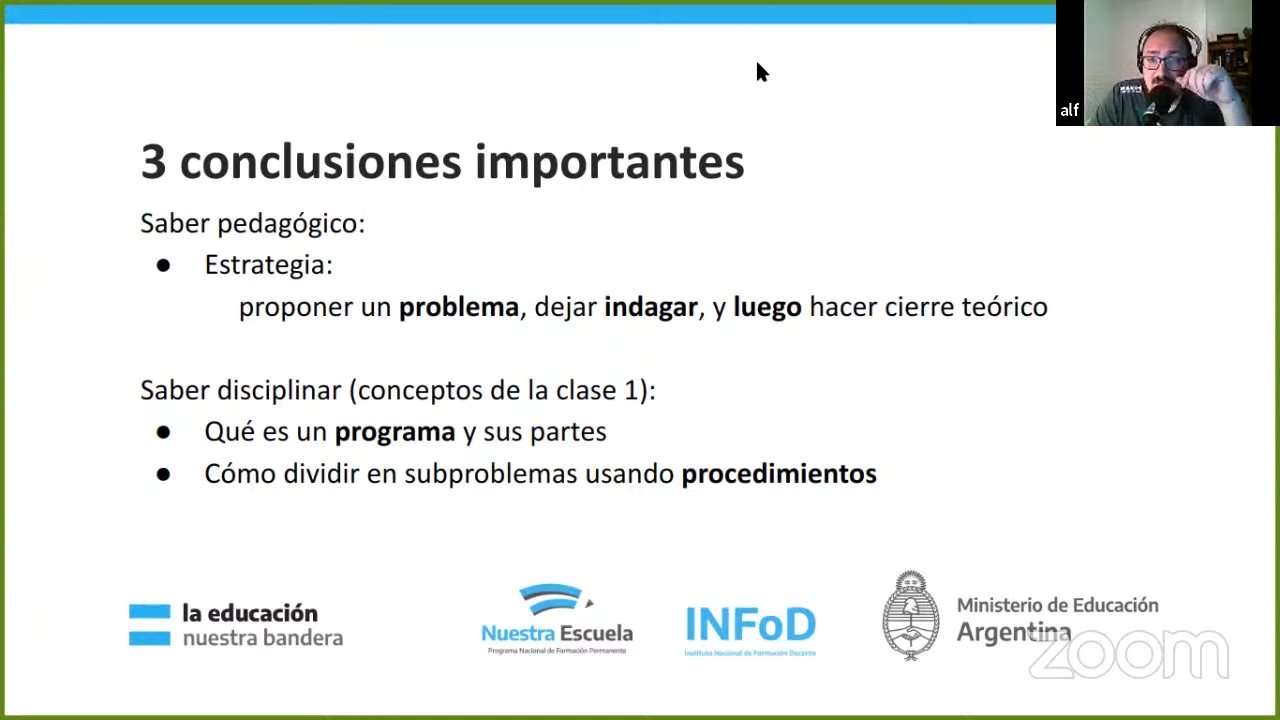 alf
3 conclusiones importantes
Saber pedagógico:
● Estrategia:
proponer un problema, dejar indagar, y luego hacer cierre teórico
Saber disciplinar (conceptos de la clase 1):
● Qué es un programa y sus partes
● Cómo dividir en subproblemas usando procedimientos
la educación
nuestra bandera
Nuestra Escuela
Programa Nacional de Formación Permanente
INFoD
Instituto Nacional de Formación Docente
Ministerio de Educación
Argentina
zoom